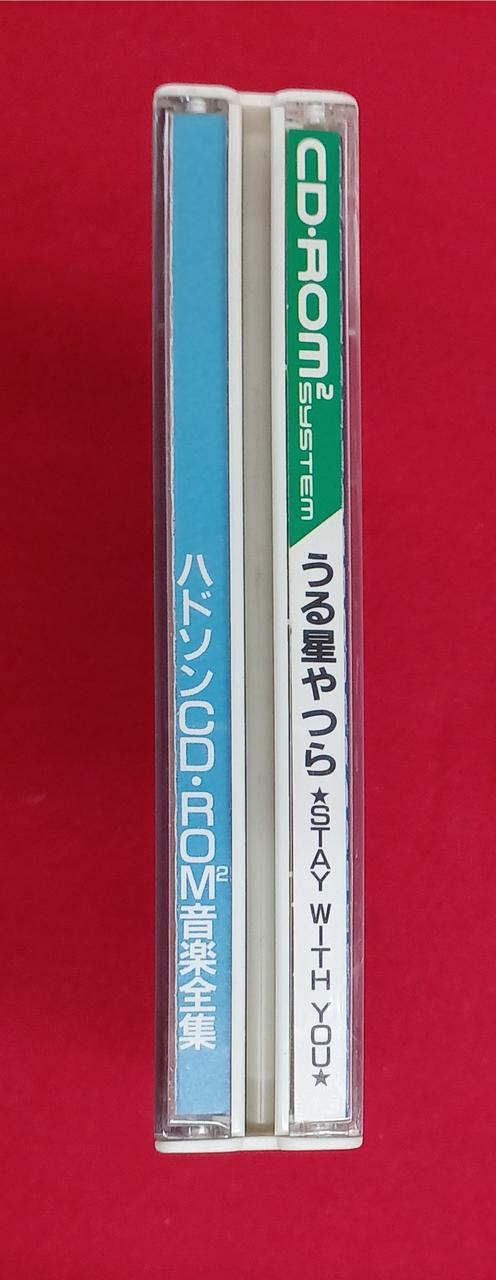 ハドソンCD・ROM²音楽全集
CD・ROM² SYSTEM
うる星やつら ★STAY WITH YOU★